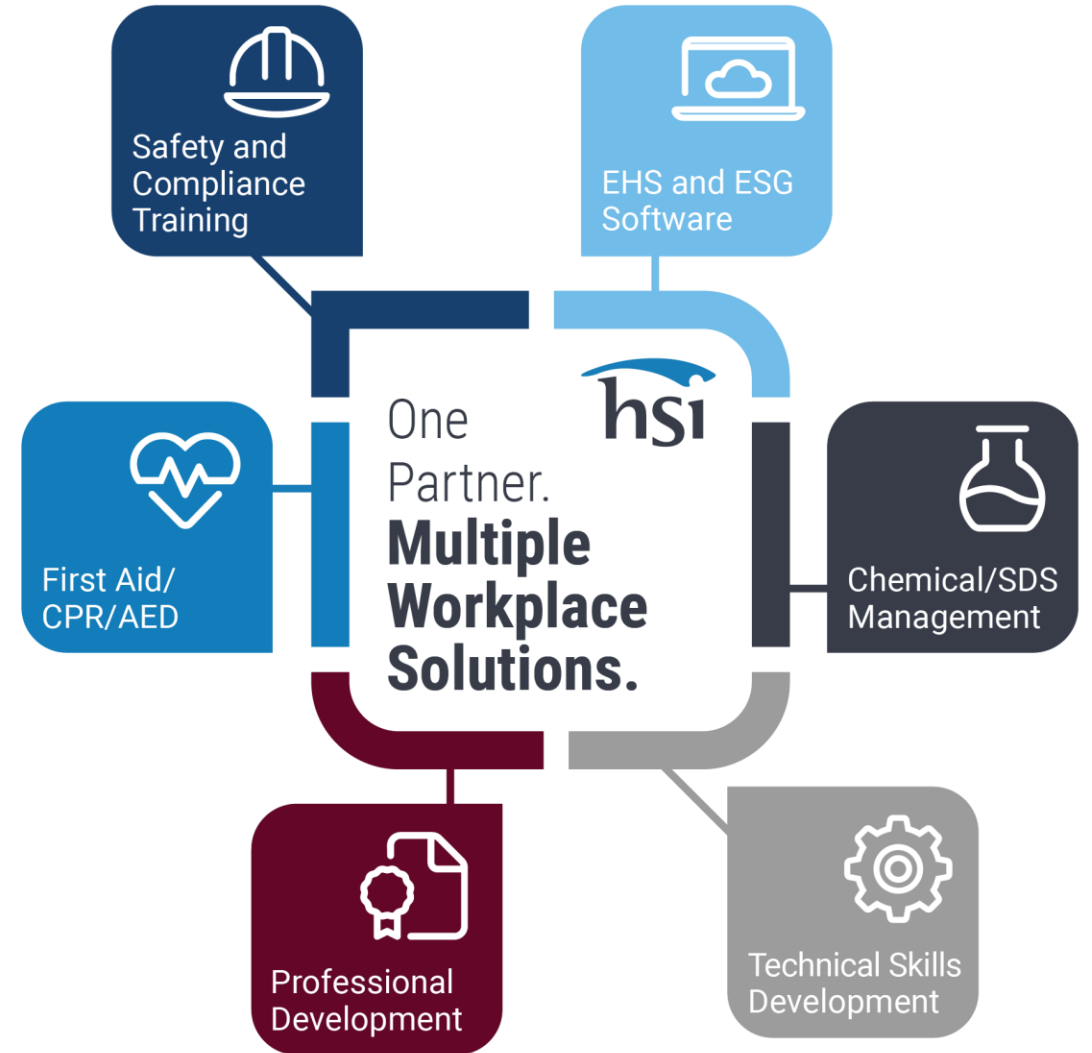 Safety and
Compliance
Training
EHS and ESG
Software
hsi
One
Partner.
Multiple
Workplace
Solutions.
First Aid/
CPR/AED
Chemical/SDS
Management
Professional
Development
Technical Skills
Development